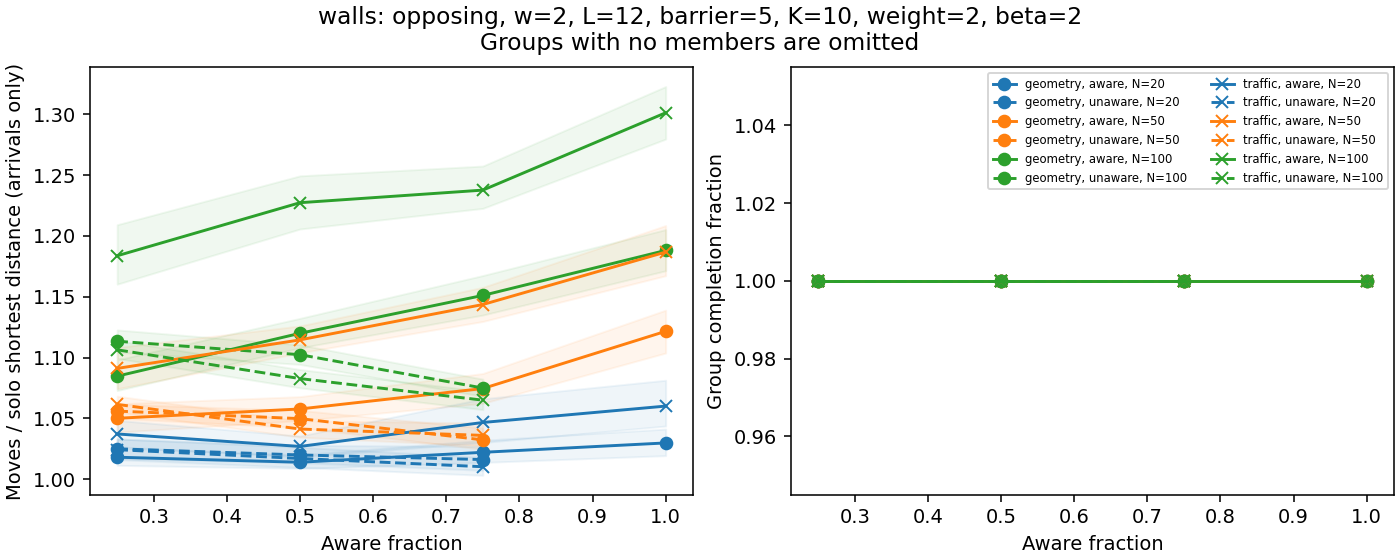 walls: opposing, w=2, L=12, barrier=5, K=10, weight=2, beta=2
Groups with no members are omitted
Moves / solo shortest distance (arrivals only)
1.30
1.25
1.20
1.15
1.10
1.05
1.00
0.3 0.4 0.5 0.6 0.7 0.8 0.9 1.0
Aware fraction
Group completion fraction
1.04
1.02
1.00
0.98
0.96
0.3 0.4 0.5 0.6 0.7 0.8 0.9 1.0
Aware fraction
geometry, aware, N=20
geometry, unaware, N=20
geometry, aware, N=50
geometry, unaware, N=50
geometry, aware, N=100
geometry, unaware, N=100
traffic, aware, N=20
traffic, unaware, N=20
traffic, aware, N=50
traffic, unaware, N=50
traffic, aware, N=100
traffic, unaware, N=100